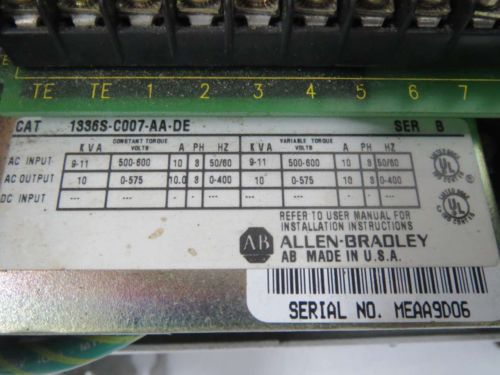 TE TE 1 2 3 4 5 6 7
CAT 1336S-C007-AA-DE SER B
CONSTANT TORQUE VARIABLE TORQUE
KVA VOLTS A PH HZ KVA VOLTS A PH HZ
AC INPUT 9-11 500-600 10 3 50/60 9-11 500-600 10 3 50/60
AC OUTPUT 10 0-575 10.0 3 0-400 10 0-575 10 3 0-400
DC INPUT --- --- --- --- --- --- --- ---
REFER TO USER MANUAL FOR
INSTALLATION INSTRUCTIONS
AB ALLEN-BRADLEY
AB MADE IN U.S.A.
UL
UL
SERIAL NO. MEAA9D06